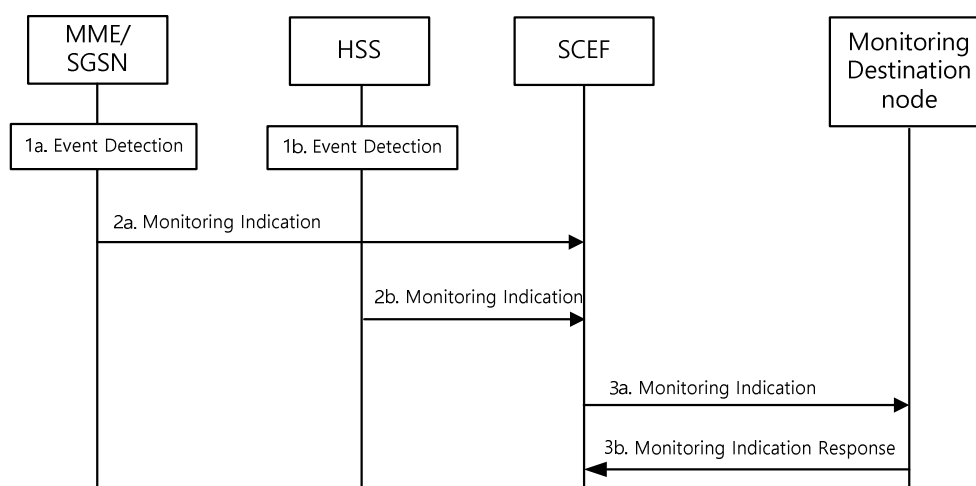 MME/
SGSN
HSS
SCEF
Monitoring
Destination
node
1a. Event Detection
1b. Event Detection
2a. Monitoring Indication
2b. Monitoring Indication
3a. Monitoring Indication
3b. Monitoring Indication Response